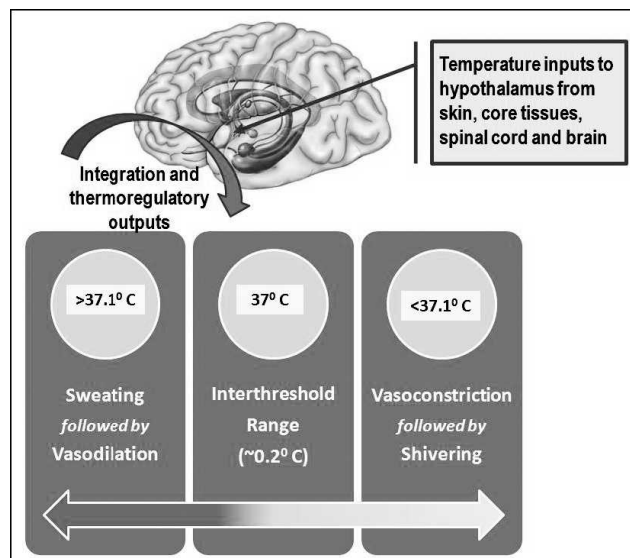 Temperature inputs to
hypothalamus from
skin, core tissues,
spinal cord and brain
Integration and
thermoregulatory
outputs
>37.1⁰ C
Sweating
followed by
Vasodilation
37⁰ C
Interthreshold
Range
(~0.2⁰ C)
<37.1⁰ C
Vasoconstriction
followed by
Shivering